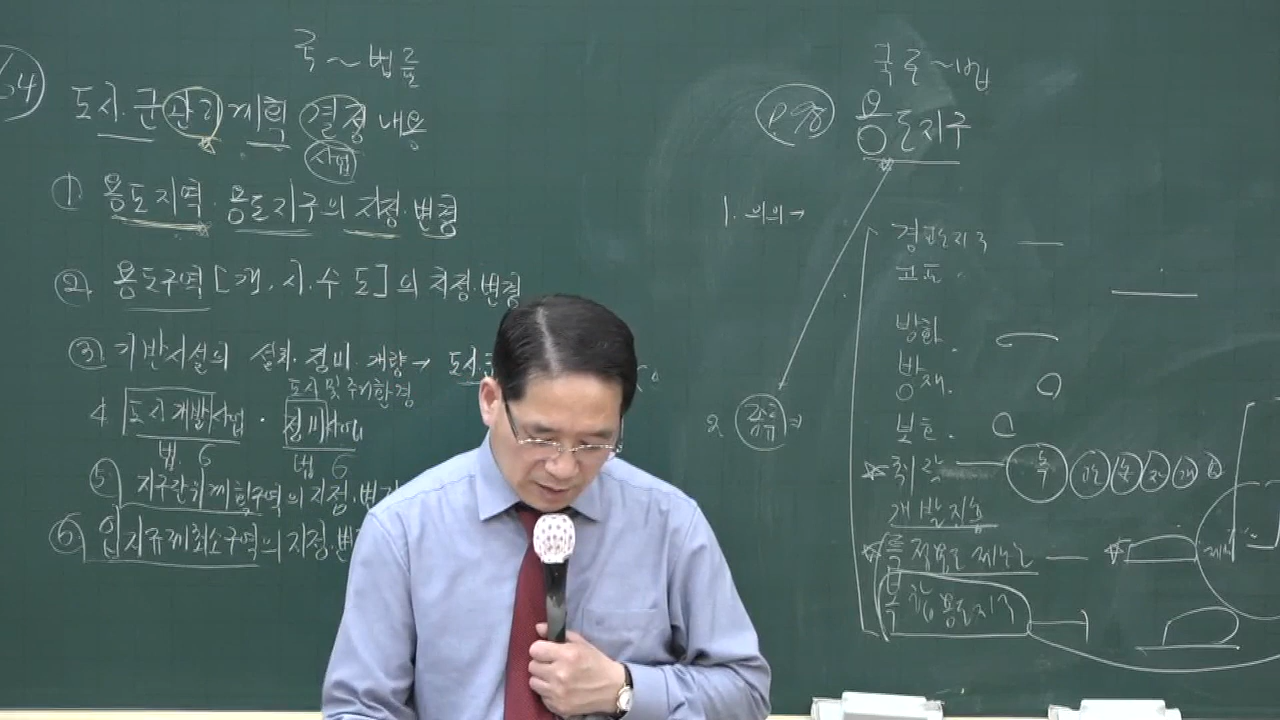 64
국~법률
도시.군관리계획 결정 내용
사법
① 용도지역.용도지구의 지정.변경
② 용도구역 [개,시.수 도]의 지정.변경
③ 기반시설의 설치.정비.개량→ 도시.군
도시 및 주거환경
4. 도시개발사업 · 정비사업
법. 6 법 6
⑤ 지구단위계획구역의 지정.변경
⑥ 입지규제최소구역의 지정.변
국토~법
P.98 용도지구
1. 의의→
경관지구
고도.
방화.
방재.
보호.
2. 종류→
취락
개발진흥
특정용도제한
복합용도지구